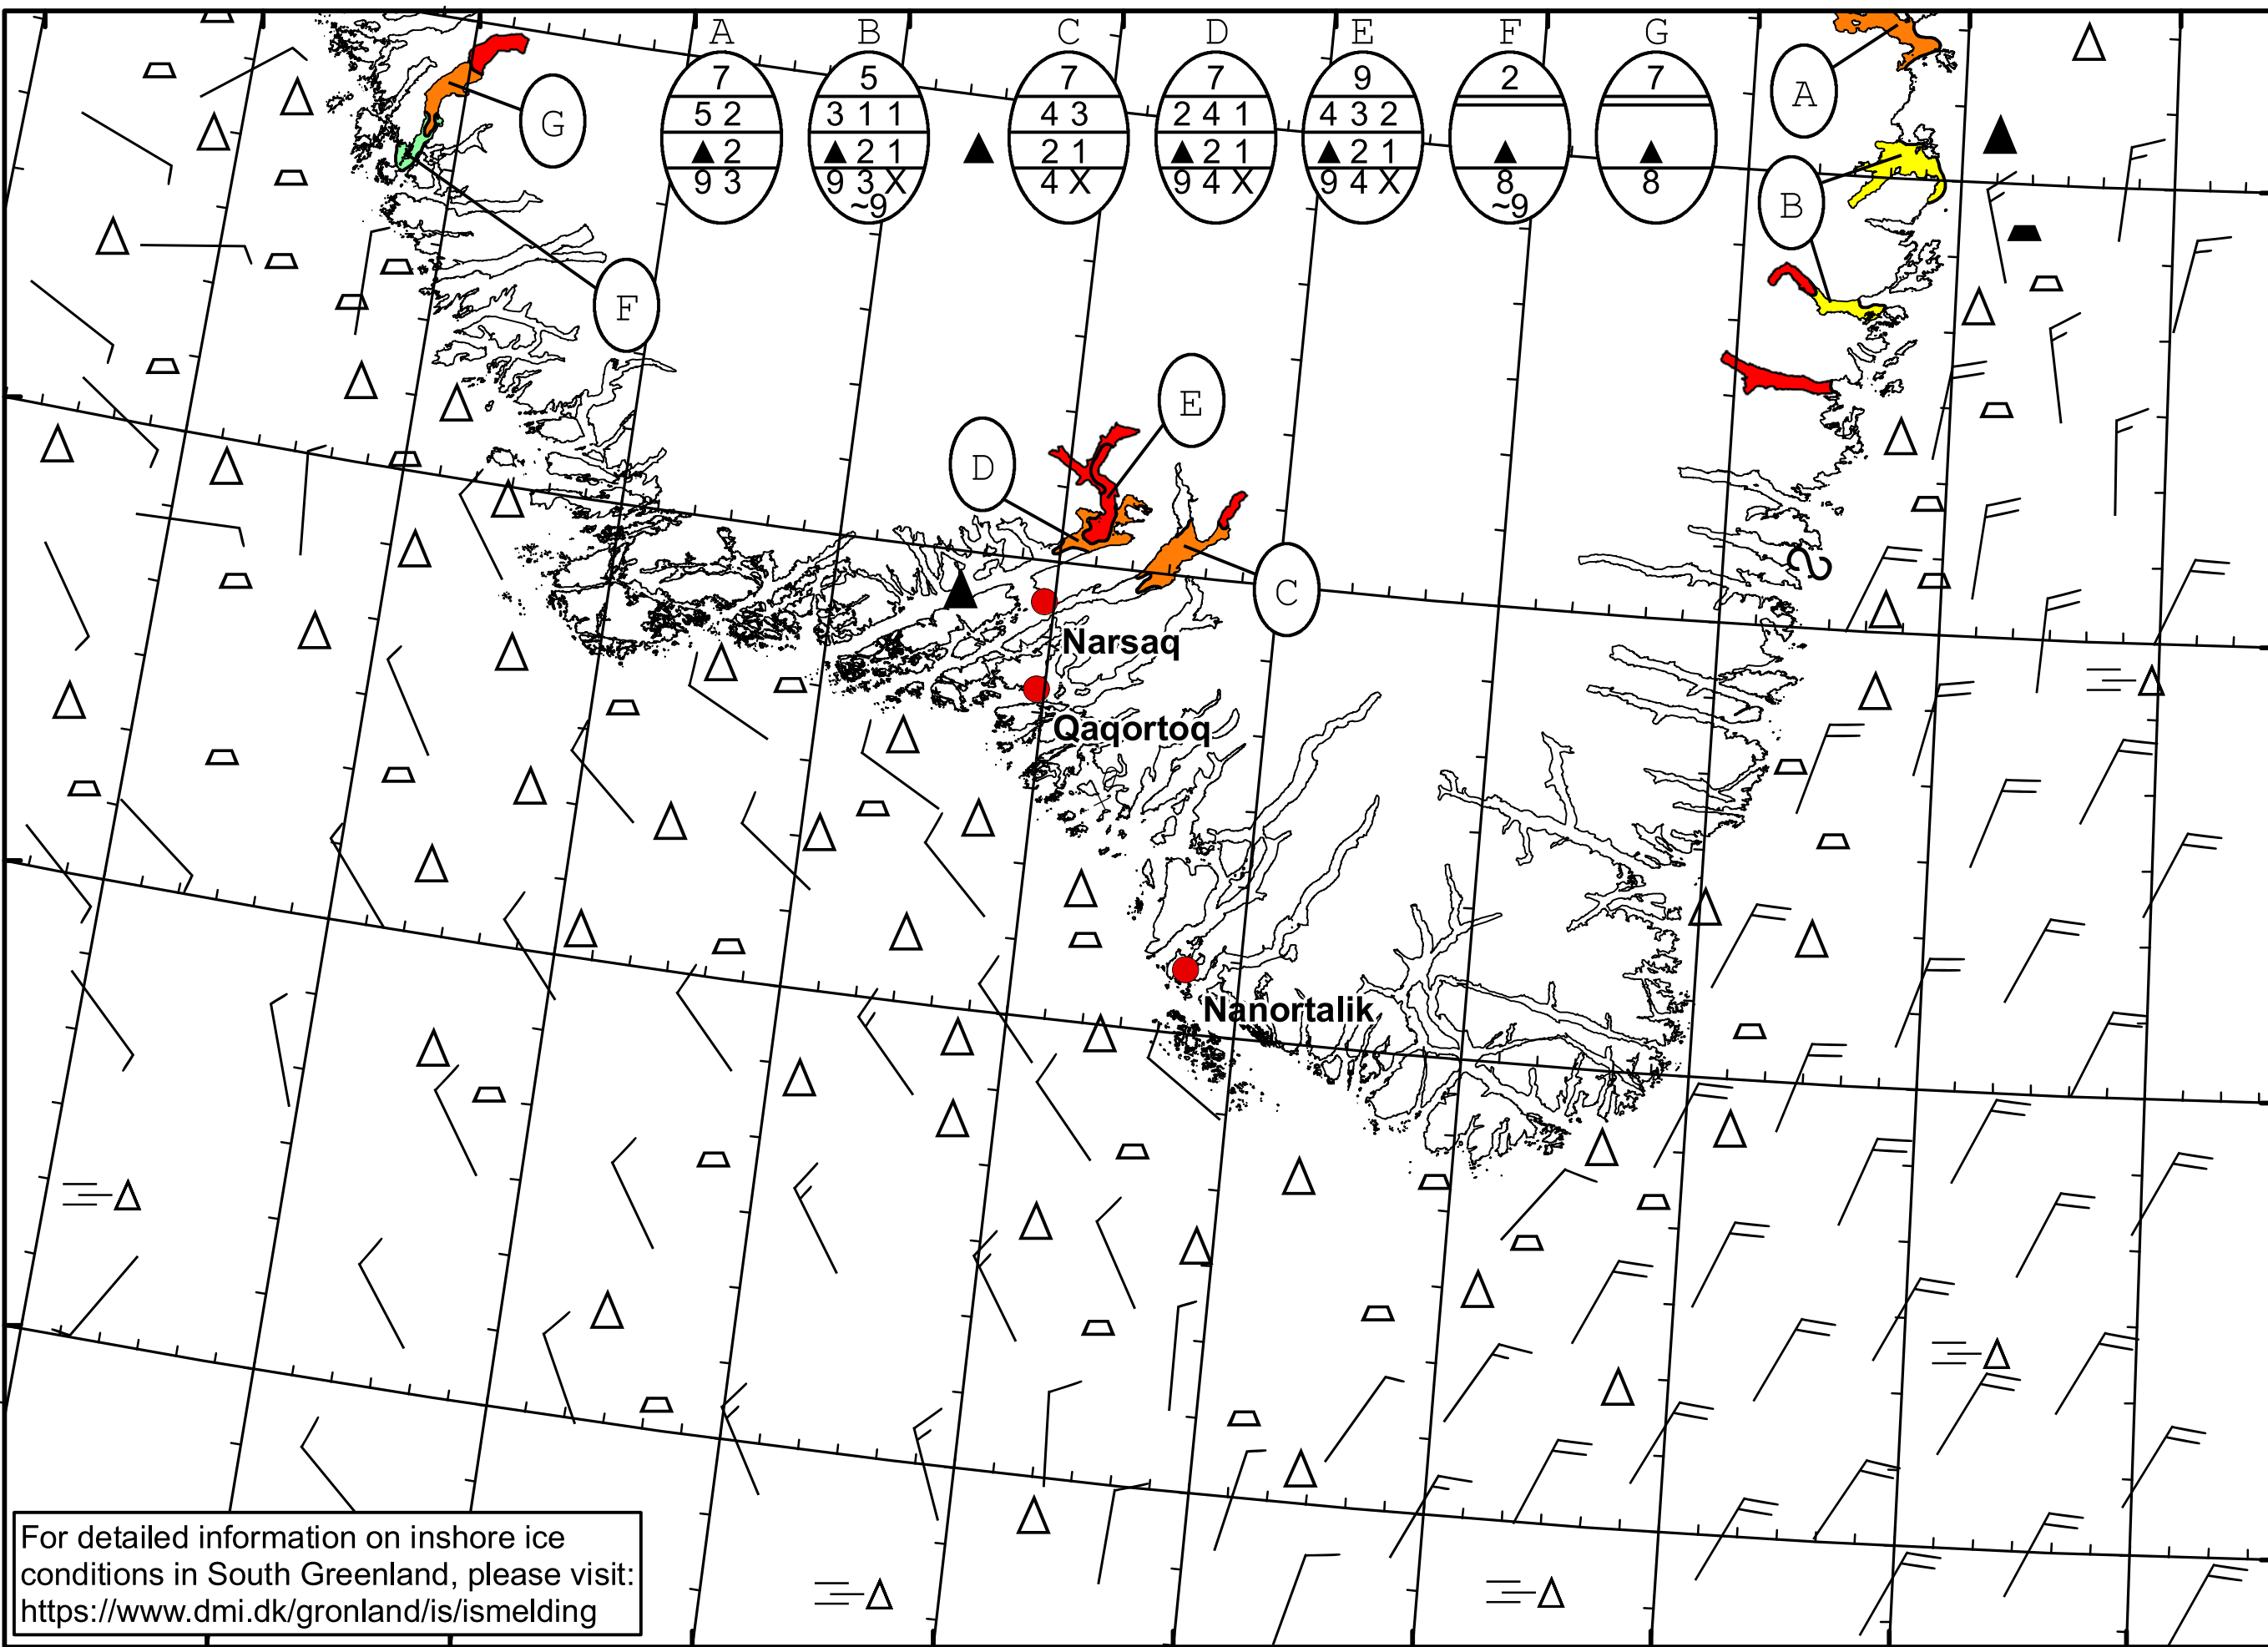 A B C D E F G
7 5 7 7 9 2 7
5 2 3 1 1 4 3 2 4 1 4 3 2
▲ 2 ▲ 2 1 ▲ 2 1 ▲ 2 1 ▲ 2 1 ▲ ▲
9 3 9 3 X 4 X 9 4 X 9 4 X 8 8
~9 ~9
A
G
B
F
E
D
C
Narsaq
Qaqortoq
Nanortalik
For detailed information on inshore ice
conditions in South Greenland, please visit:
https://www.dmi.dk/gronland/is/ismelding